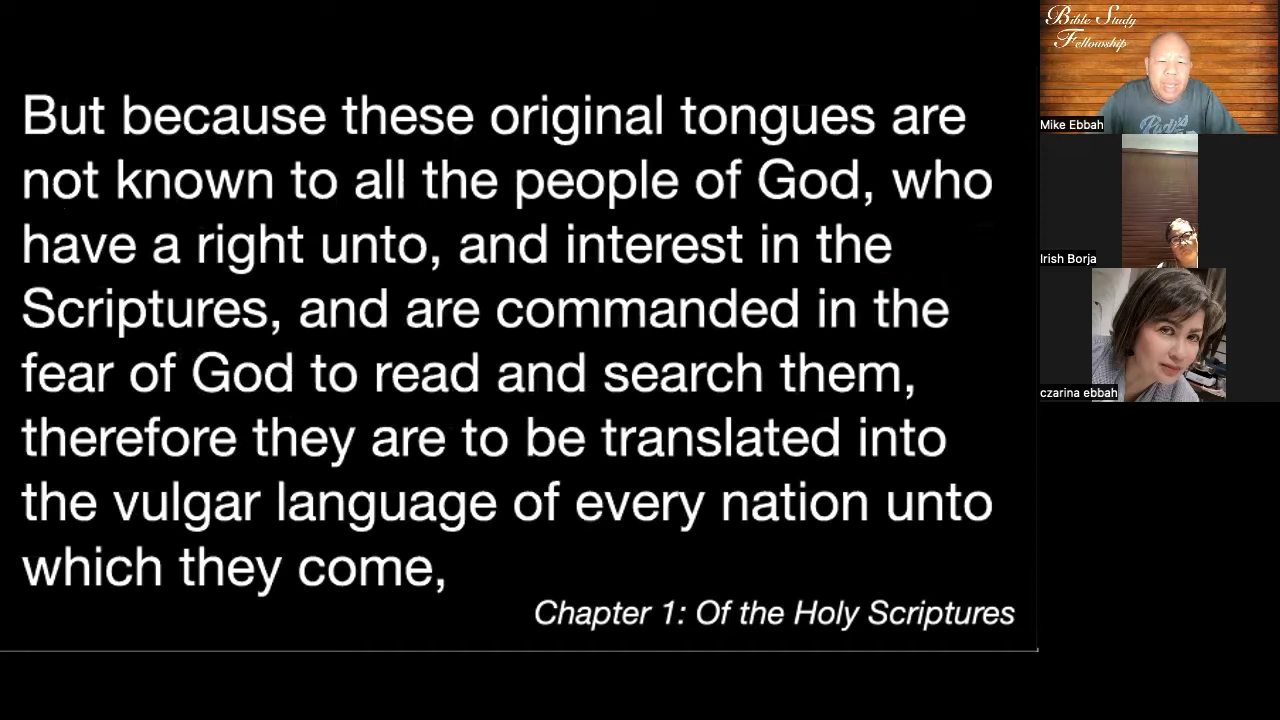 But because these original tongues are
not known to all the people of God, who
have a right unto, and interest in the
Scriptures, and are commanded in the
fear of God to read and search them,
therefore they are to be translated into
the vulgar language of every nation unto
which they come,
Chapter 1: Of the Holy Scriptures
Bible Study
Fellowship
Padres
Mike Ebbah
Irish Borja
czarina ebbah